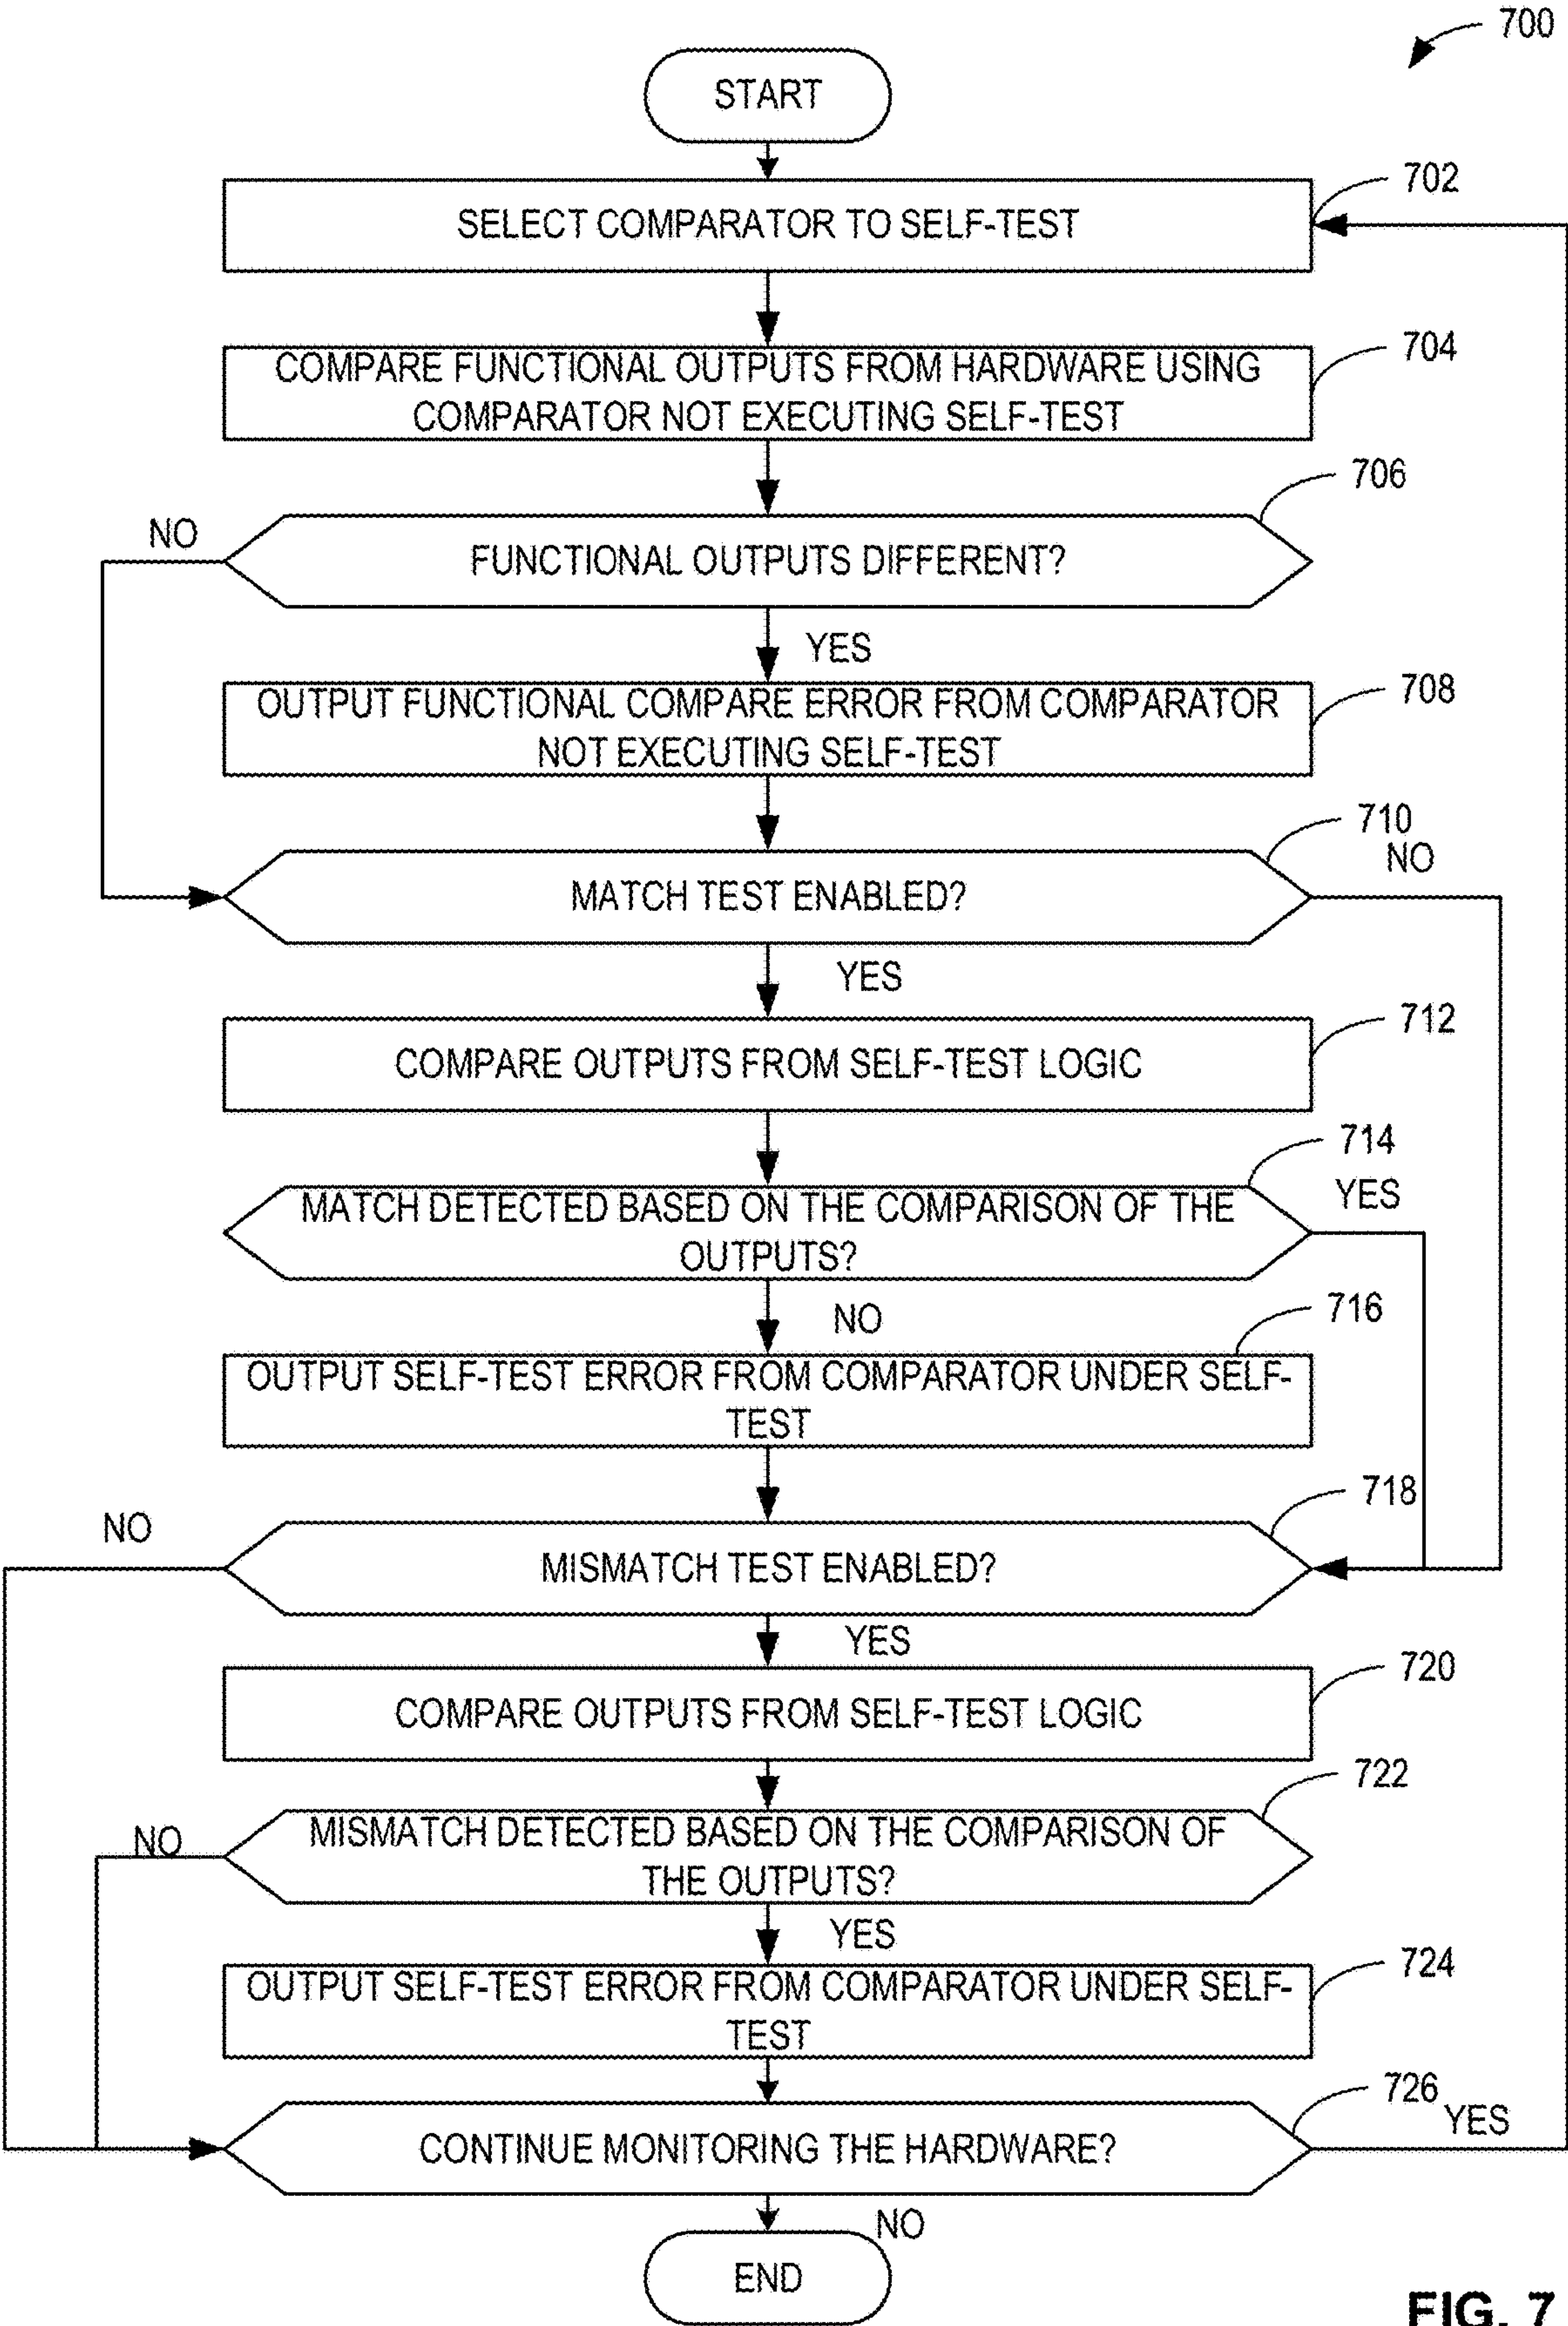 700
START
702
SELECT COMPARATOR TO SELF-TEST
704
COMPARE FUNCTIONAL OUTPUTS FROM HARDWARE USING
COMPARATOR NOT EXECUTING SELF-TEST
706
NO
FUNCTIONAL OUTPUTS DIFFERENT?
YES
708
OUTPUT FUNCTIONAL COMPARE ERROR FROM COMPARATOR
NOT EXECUTING SELF-TEST
710
NO
MATCH TEST ENABLED?
YES
712
COMPARE OUTPUTS FROM SELF-TEST LOGIC
714
YES
MATCH DETECTED BASED ON THE COMPARISON OF THE
OUTPUTS?
NO
716
OUTPUT SELF-TEST ERROR FROM COMPARATOR UNDER SELF-
TEST
718
NO
MISMATCH TEST ENABLED?
YES
720
COMPARE OUTPUTS FROM SELF-TEST LOGIC
722
NO
MISMATCH DETECTED BASED ON THE COMPARISON OF
THE OUTPUTS?
YES
724
OUTPUT SELF-TEST ERROR FROM COMPARATOR UNDER SELF-
TEST
726
YES
CONTINUE MONITORING THE HARDWARE?
NO
END
FIG. 7